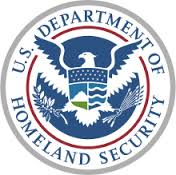 U.S. DEPARTMENT OF
HOMELAND SECURITY